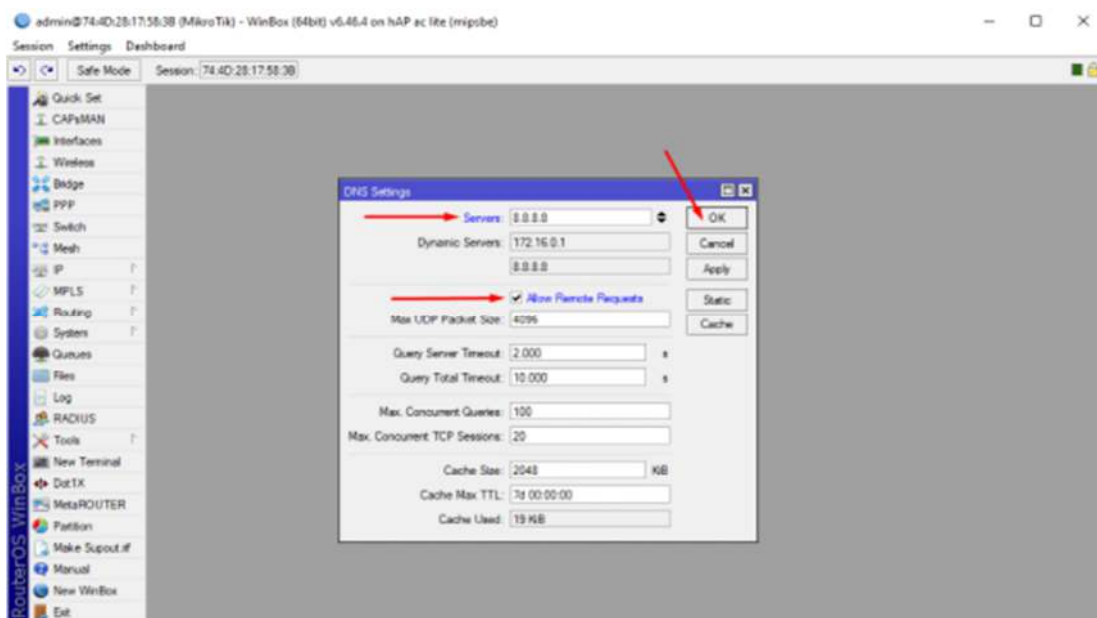 admin@74:4D:28:17:58:3B (MikroTik) - WinBox (64bit) v6.46.4 on hAP ac lite (mipsbe)
Session Settings Dashboard
Safe Mode Session: 74:4D:28:17:58:3B
Quick Set
CAPsMAN
Interfaces
Wireless
Bridge
PPP
Switch
Mesh
IP
MPLS
Routing
System
Queues
Files
Log
RADIUS
Tools
New Terminal
Dot1X
MetaROUTER
Partition
Make Supout.rif
Manual
New WinBox
Exit
RouterOS WinBox
DNS Settings
Servers: 8.8.8.8
Dynamic Servers: 172.16.0.1
8.8.8.8
Allow Remote Requests
Max UDP Packet Size: 4096
Query Server Timeout: 2.000 s
Query Total Timeout: 10.000 s
Max. Concurrent Queries: 100
Max. Concurrent TCP Sessions: 20
Cache Size: 2048 KiB
Cache Max TTL: 7d 00:00:00
Cache Used: 19 KiB
OK
Cancel
Apply
Static
Cache